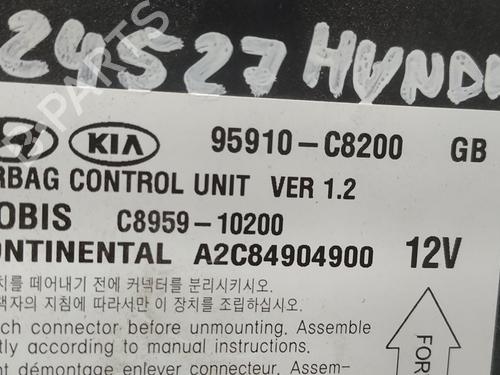 24527 HUND
KIA 95910-C8200 GB
RBAG CONTROL UNIT VER 1.2
OBIS C8959-10200
ONTINENTAL A2C84904900 12V
치를 떼어내기 전에 커넥터를 분리시키시오.
책자의 지침에 따라서만 이 장치를 조립하십시오
ch connector before unmounting. Assemble
tly according to manual instructions.
nt démontage enlever connecteur. Assem-
FOR
B-PARTS